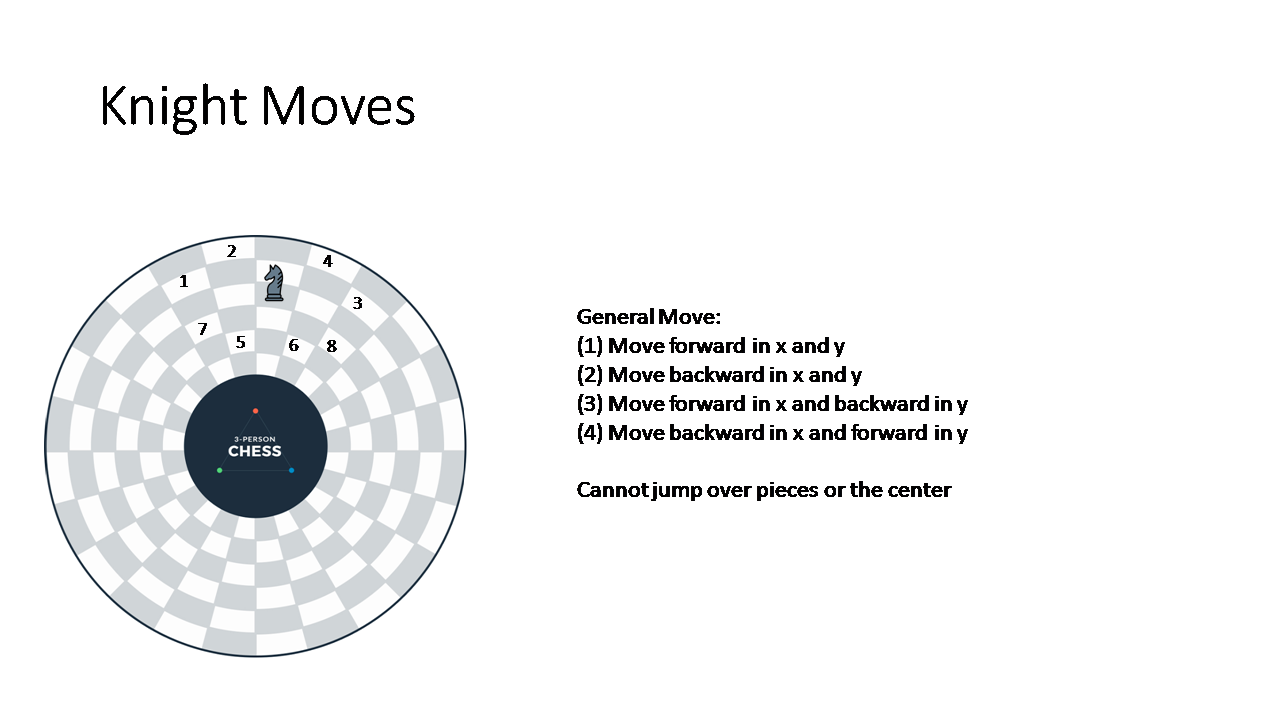 Knight Moves
2
4
1
3
7
5
6
8
3-PERSON
CHESS
General Move:
(1) Move forward in x and y
(2) Move backward in x and y
(3) Move forward in x and backward in y
(4) Move backward in x and forward in y
Cannot jump over pieces or the center